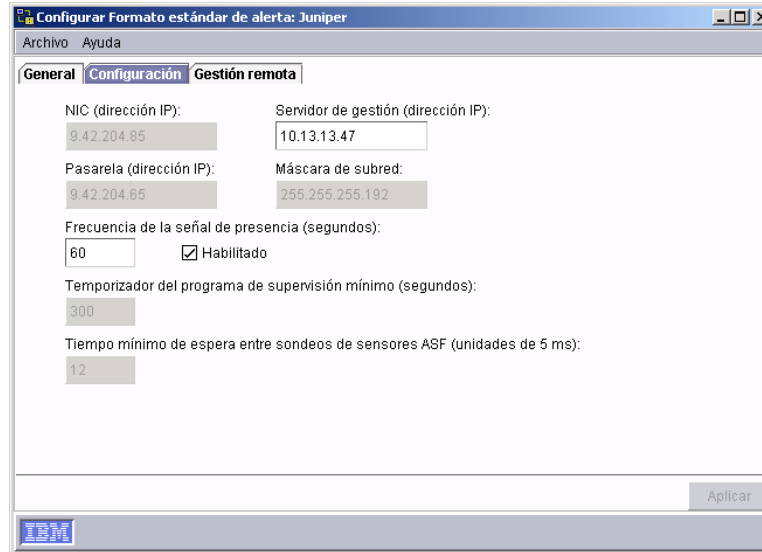 Configurar Formato estándar de alerta: Juniper
Archivo Ayuda
General Configuración Gestión remota
NIC (dirección IP): Servidor de gestión (dirección IP):
9.42.204.85 10.13.13.47
Pasarela (dirección IP): Máscara de subred:
9.42.204.65 255.255.255.192
Frecuencia de la señal de presencia (segundos):
60 Habilitado
Temporizador del programa de supervisión mínimo (segundos):
300
Tiempo mínimo de espera entre sondeos de sensores ASF (unidades de 5 ms):
12
Aplicar
IBM